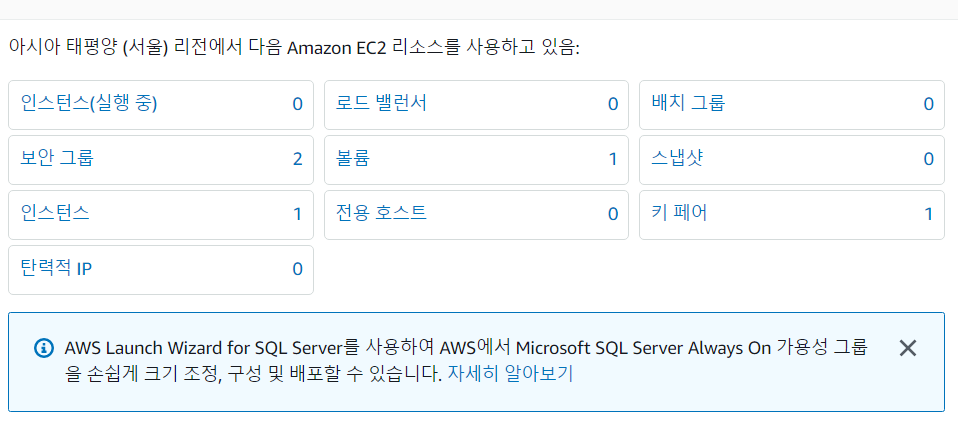 아시아 태평양 (서울) 리전에서 다음 Amazon EC2 리소스를 사용하고 있음:
인스턴스(실행 중) 0 로드 밸런서 0 배치 그룹 0
보안 그룹 2 볼륨 1 스냅샷 0
인스턴스 1 전용 호스트 0 키 페어 1
탄력적 IP 0
AWS Launch Wizard for SQL Server를 사용하여 AWS에서 Microsoft SQL Server Always On 가용성 그룹
을 손쉽게 크기 조정, 구성 및 배포할 수 있습니다. 자세히 알아보기